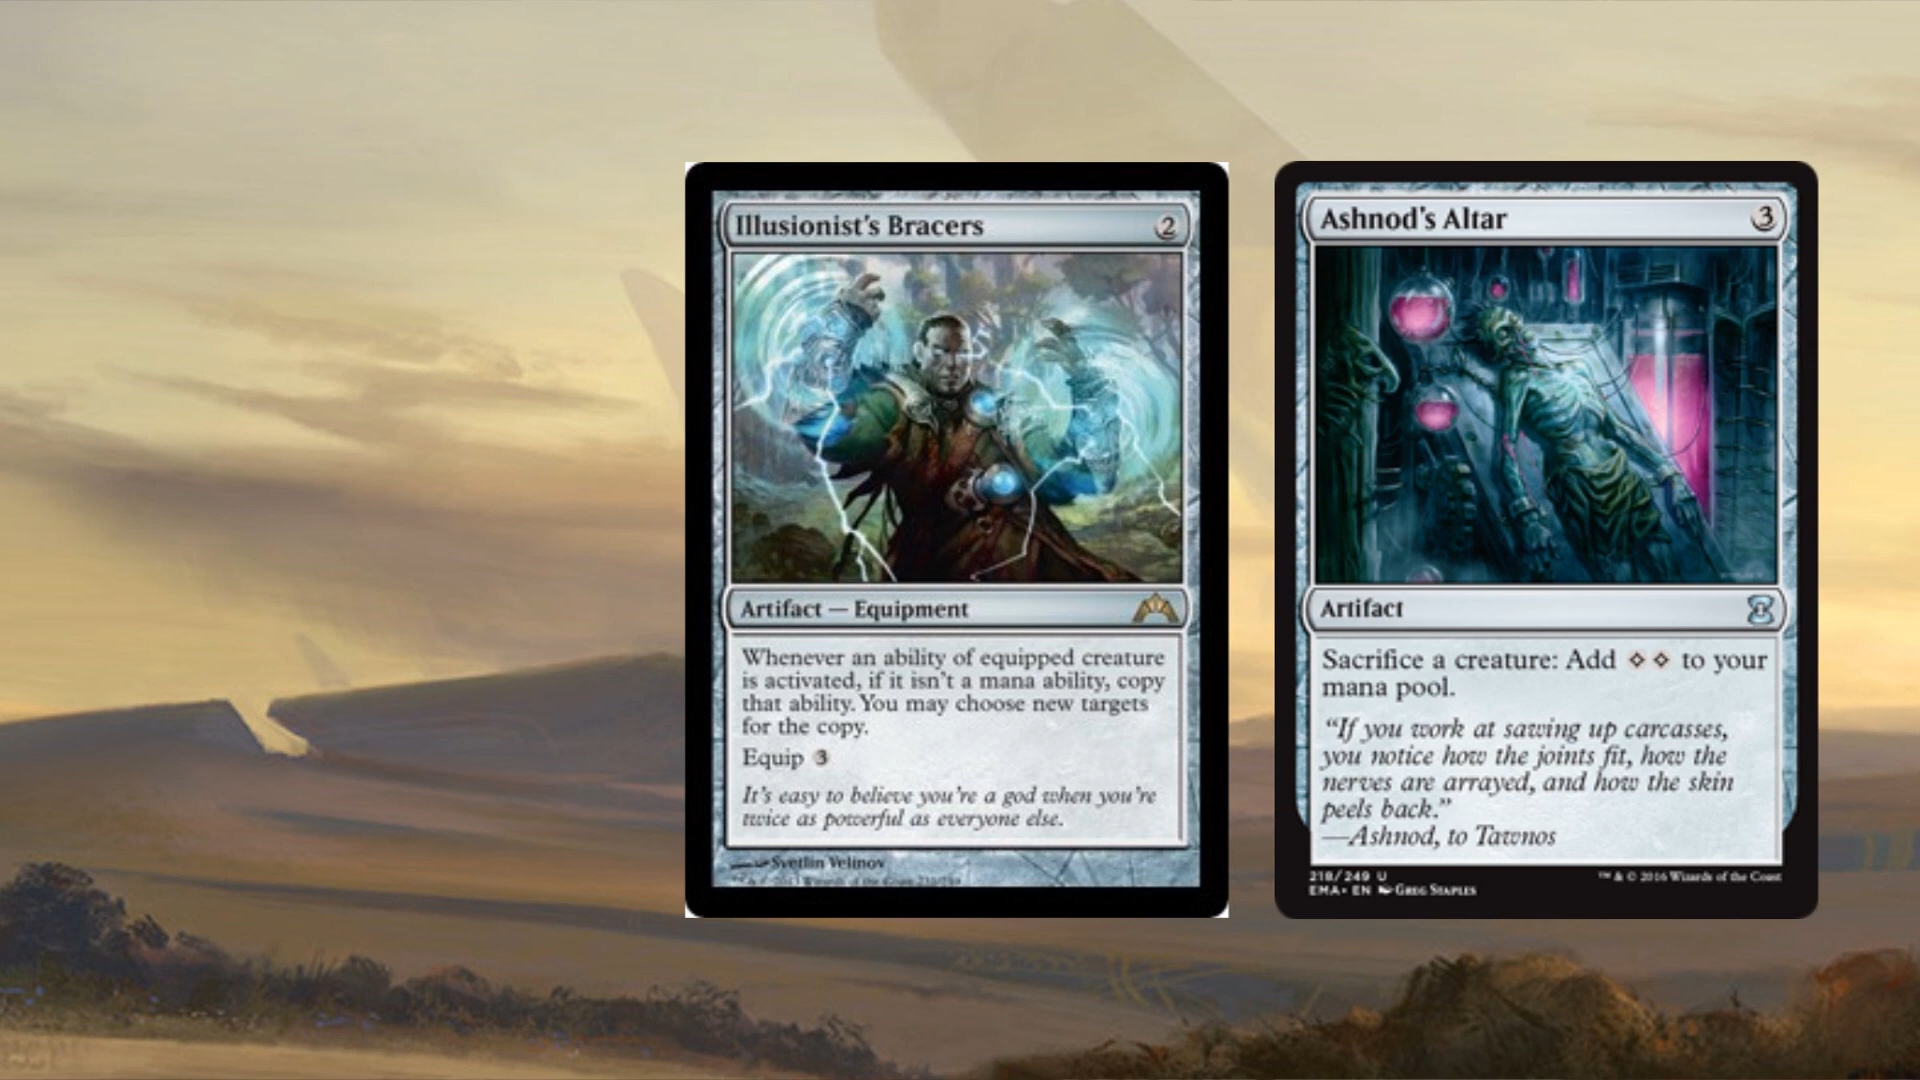 Illusionist's Bracers 2
Artifact — Equipment
Whenever an ability of equipped creature
is activated, if it isn't a mana ability, copy
that ability. You may choose new targets
for the copy.
Equip 3
It's easy to believe you're a god when you're
twice as powerful as everyone else.
Svetlin Velinov
Wizards of the Coast
Ashnod's Altar 3
Artifact
Sacrifice a creature: Add to your
mana pool.
"If you work at sawing up carcasses,
you notice how the joints fit, how the
nerves are arrayed, and how the skin
peels back."
—Ashnod, to Tawnos
218/249 U
EMA • EN Greg Staples
™ & © 2016 Wizards of the Coast